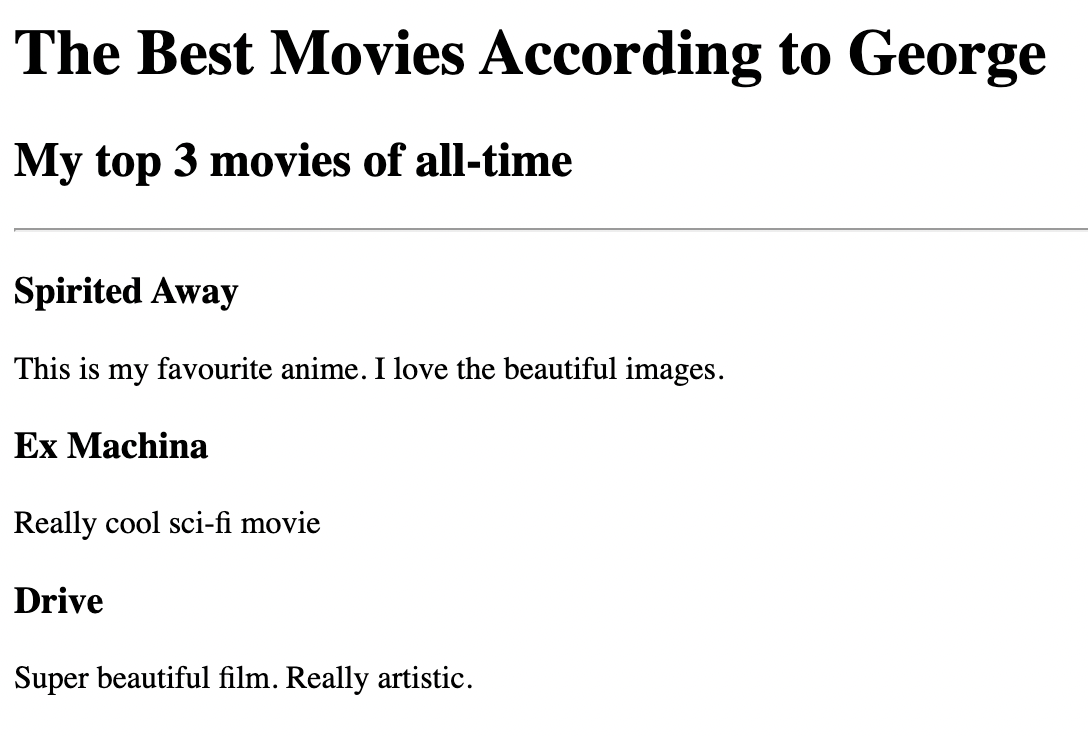 The Best Movies According to George
My top 3 movies of all-time
Spirited Away
This is my favourite anime. I love the beautiful images.
Ex Machina
Really cool sci-fi movie
Drive
Super beautiful film. Really artistic.